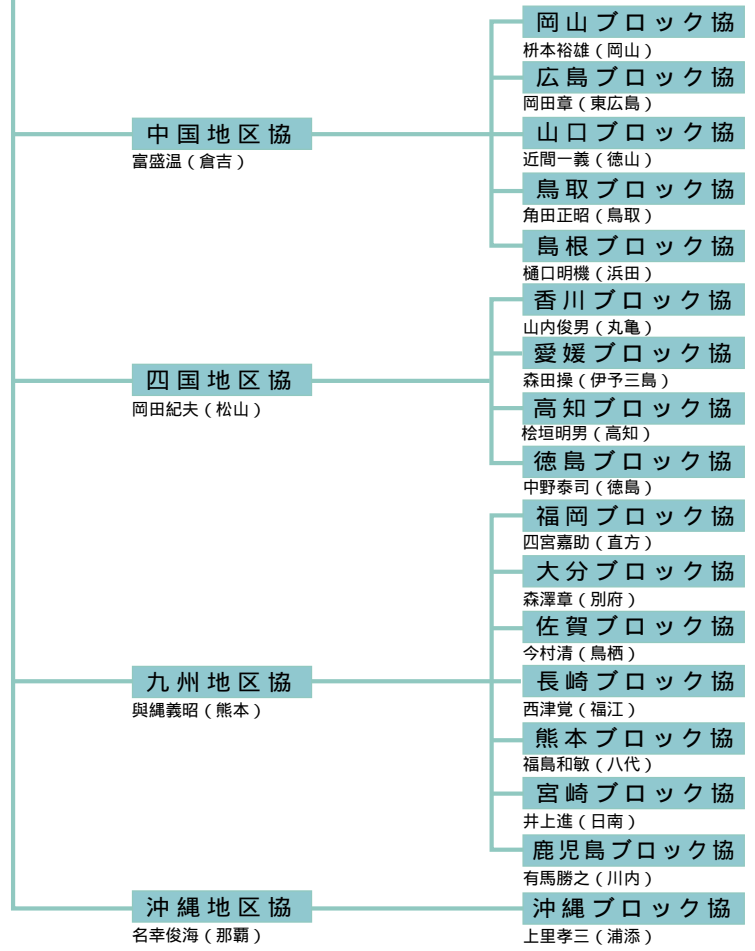 中国地区協
富盛温（倉吉）
岡山ブロック協
枡本裕雄（岡山）
広島ブロック協
岡田章（東広島）
山口ブロック協
近間一義（徳山）
鳥取ブロック協
角田正昭（鳥取）
島根ブロック協
樋口明機（浜田）
四国地区協
岡田紀夫（松山）
香川ブロック協
山内俊男（丸亀）
愛媛ブロック協
森田操（伊予三島）
高知ブロック協
桧垣明男（高知）
徳島ブロック協
中野泰司（徳島）
九州地区協
與縄義昭（熊本）
福岡ブロック協
四宮嘉助（直方）
大分ブロック協
森澤章（別府）
佐賀ブロック協
今村清（鳥栖）
長崎ブロック協
西津覚（福江）
熊本ブロック協
福島和敏（八代）
宮崎ブロック協
井上進（日南）
鹿児島ブロック協
有馬勝之（川内）
沖縄地区協
名幸俊海（那覇）
沖縄ブロック協
上里孝三（浦添）